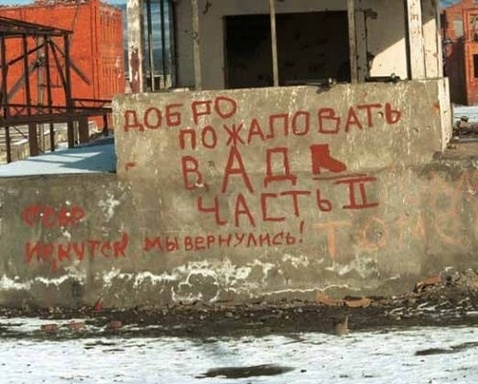 ДОБРО
ПОЖАЛОВАТЬ
В АД
ЧАСТЬ II
ИРКУТСК МЫ ВЕРНУЛИСЬ!